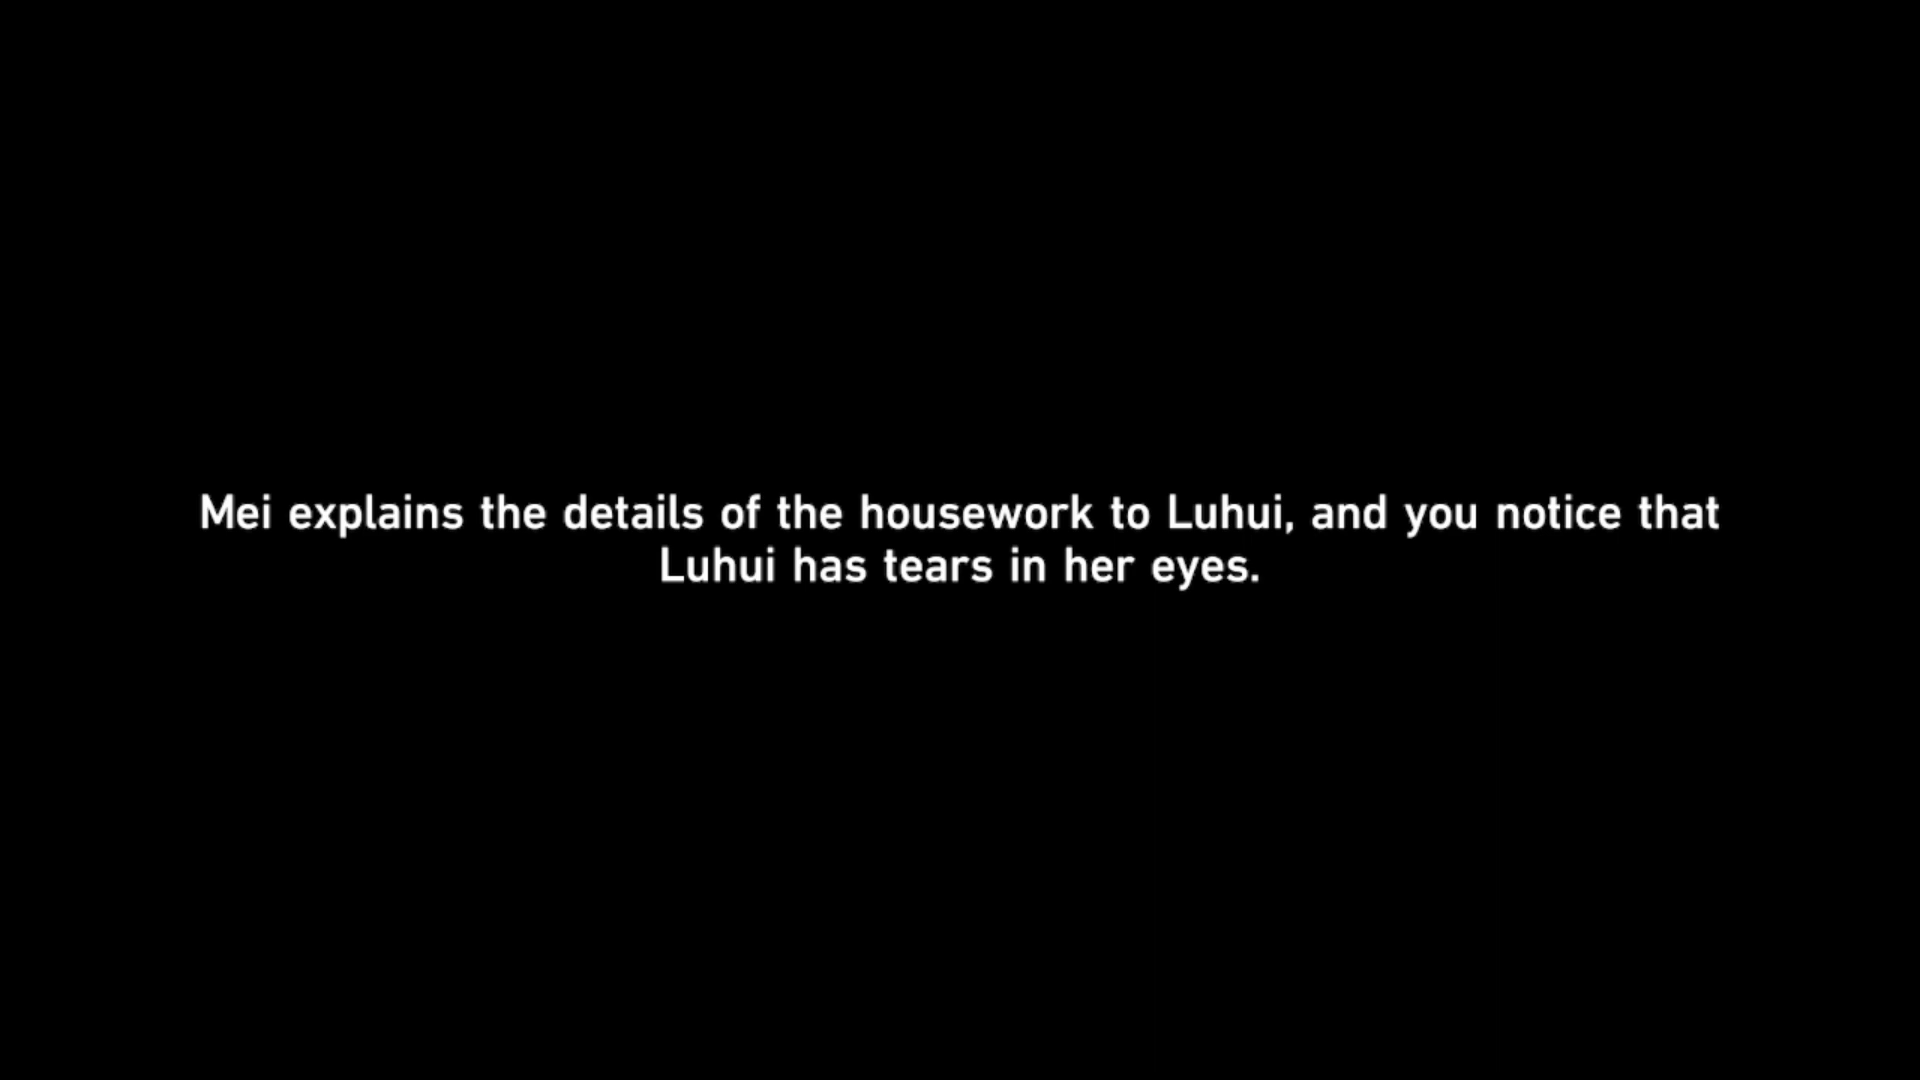 Mei explains the details of the housework to Luhui, and you notice that
Luhui has tears in her eyes.